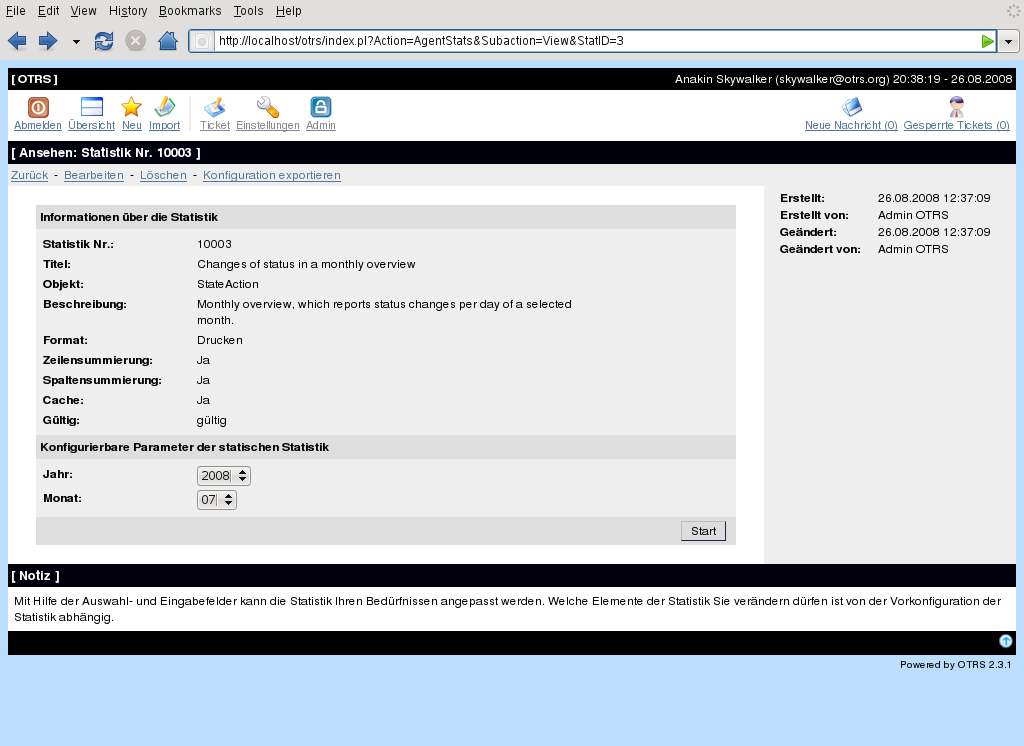 File Edit View History Bookmarks Tools Help
http://localhost/otrs/index.pl?Action=AgentStats&Subaction=View&StatID=3
[ OTRS ] Anakin Skywalker (skywalker@otrs.org) 20:38:19 - 26.08.2008
Abmelden Übersicht Neu Import Ticket Einstellungen Admin Neue Nachricht (0) Gesperrte Tickets (0)
[ Ansehen: Statistik Nr. 10003 ]
Zurück - Bearbeiten - Löschen - Konfiguration exportieren
Informationen über die Statistik
Statistik Nr.: 10003
Titel: Changes of status in a monthly overview
Objekt: StateAction
Beschreibung: Monthly overview, which reports status changes per day of a selected
month.
Format: Drucken
Zeilensummierung: Ja
Spaltensummierung: Ja
Cache: Ja
Gültig: gültig
Konfigurierbare Parameter der statischen Statistik
Jahr: 2008
Monat: 07
Start
Erstellt: 26.08.2008 12:37:09
Erstellt von: Admin OTRS
Geändert: 26.08.2008 12:37:09
Geändert von: Admin OTRS
[ Notiz ]
Mit Hilfe der Auswahl- und Eingabefelder kann die Statistik Ihren Bedürfnissen angepasst werden. Welche Elemente der Statistik Sie verändern dürfen ist von der Vorkonfiguration der
Statistik abhängig.
Powered by OTRS 2.3.1